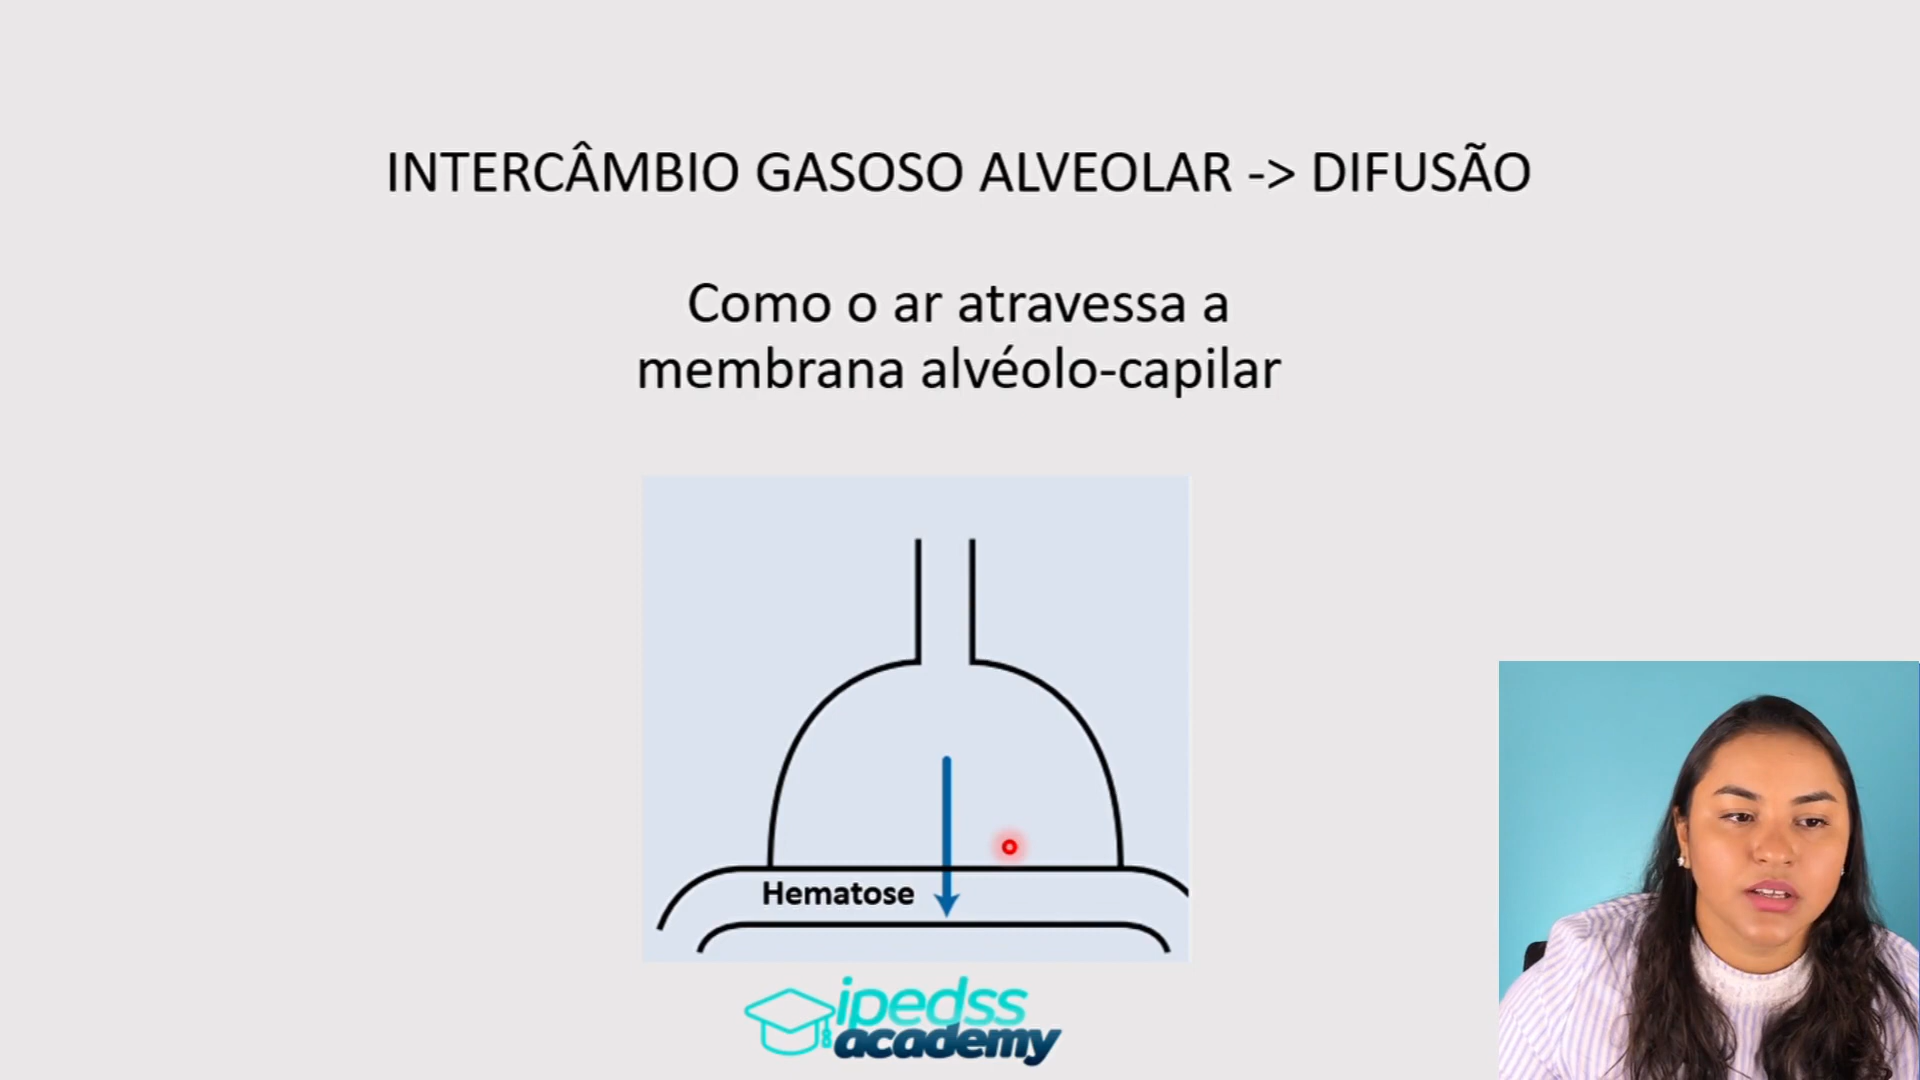 INTERCÂMBIO GASOSO ALVEOLAR -> DIFUSÃO
Como o ar atravessa a
membrana alvéolo-capilar
Hematose
ipedss
academy